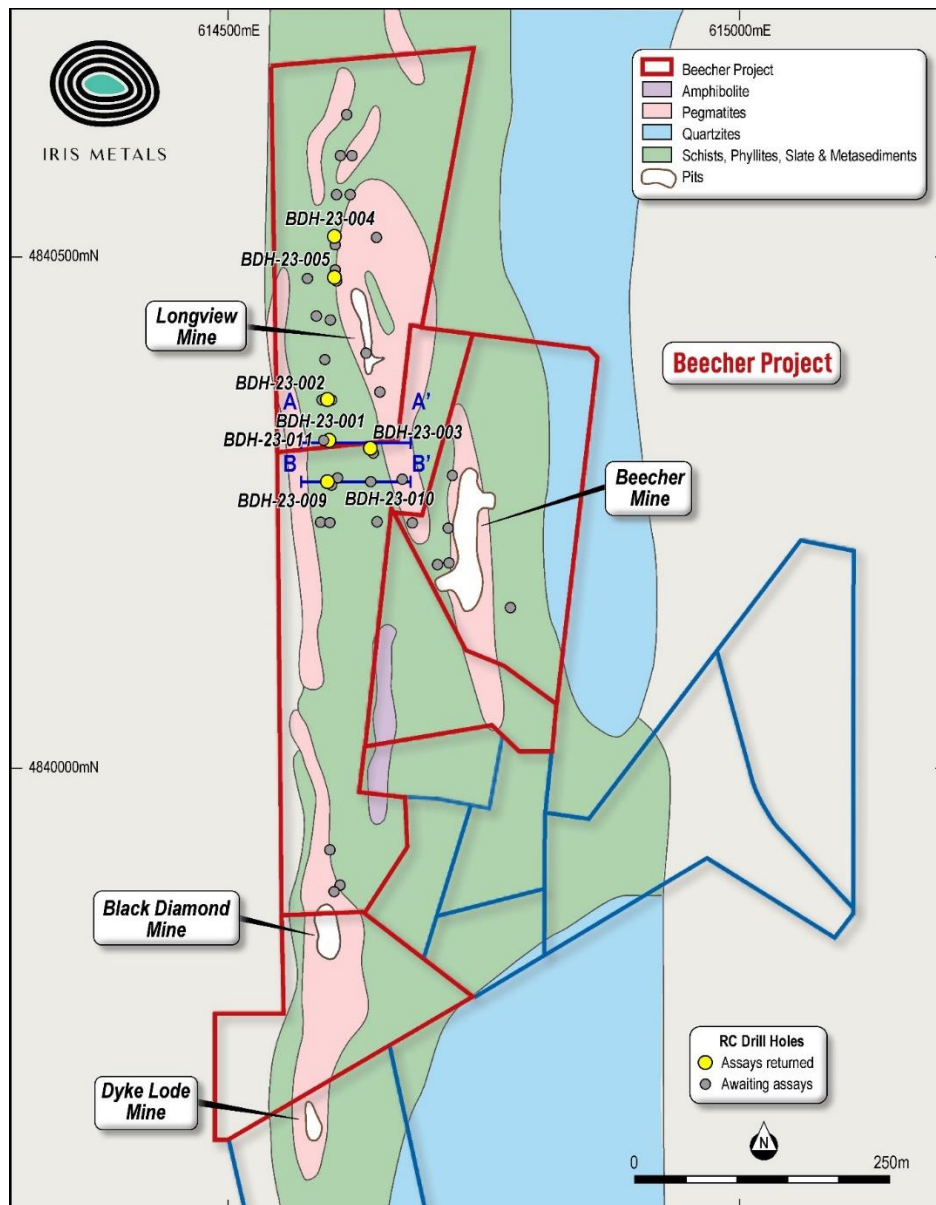 614500mE
615000mE
IRIS METALS
Beecher Project
Amphibolite
Pegmatites
Quartzites
Schists, Phyllites, Slate & Metasediments
Pits
BDH-23-004
4840500mN
BDH-23-005
Longview
Mine
Beecher Project
BDH-23-002
A
A'
BDH-23-001
BDH-23-011
BDH-23-003
B
B'
BDH-23-009
BDH-23-010
Beecher
Mine
4840000mN
Black Diamond
Mine
RC Drill Holes
Assays returned
Awaiting assays
Dyke Lode
Mine
N
0
250m